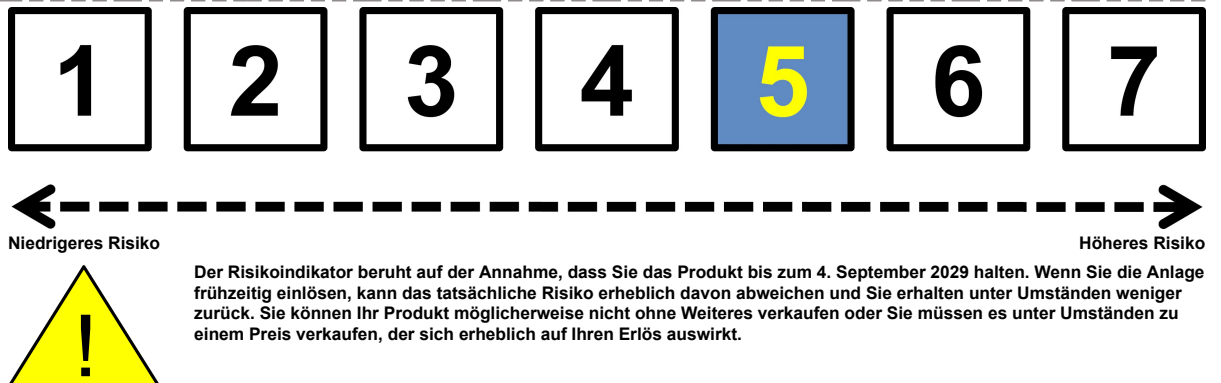 1 2 3 4 5 6 7
Niedrigeres Risiko Höheres Risiko
Der Risikoindikator beruht auf der Annahme, dass Sie das Produkt bis zum 4. September 2029 halten. Wenn Sie die Anlage
frühzeitig einlösen, kann das tatsächliche Risiko erheblich davon abweichen und Sie erhalten unter Umständen weniger
zurück. Sie können Ihr Produkt möglicherweise nicht ohne Weiteres verkaufen oder Sie müssen es unter Umständen zu
einem Preis verkaufen, der sich erheblich auf Ihren Erlös auswirkt.
!